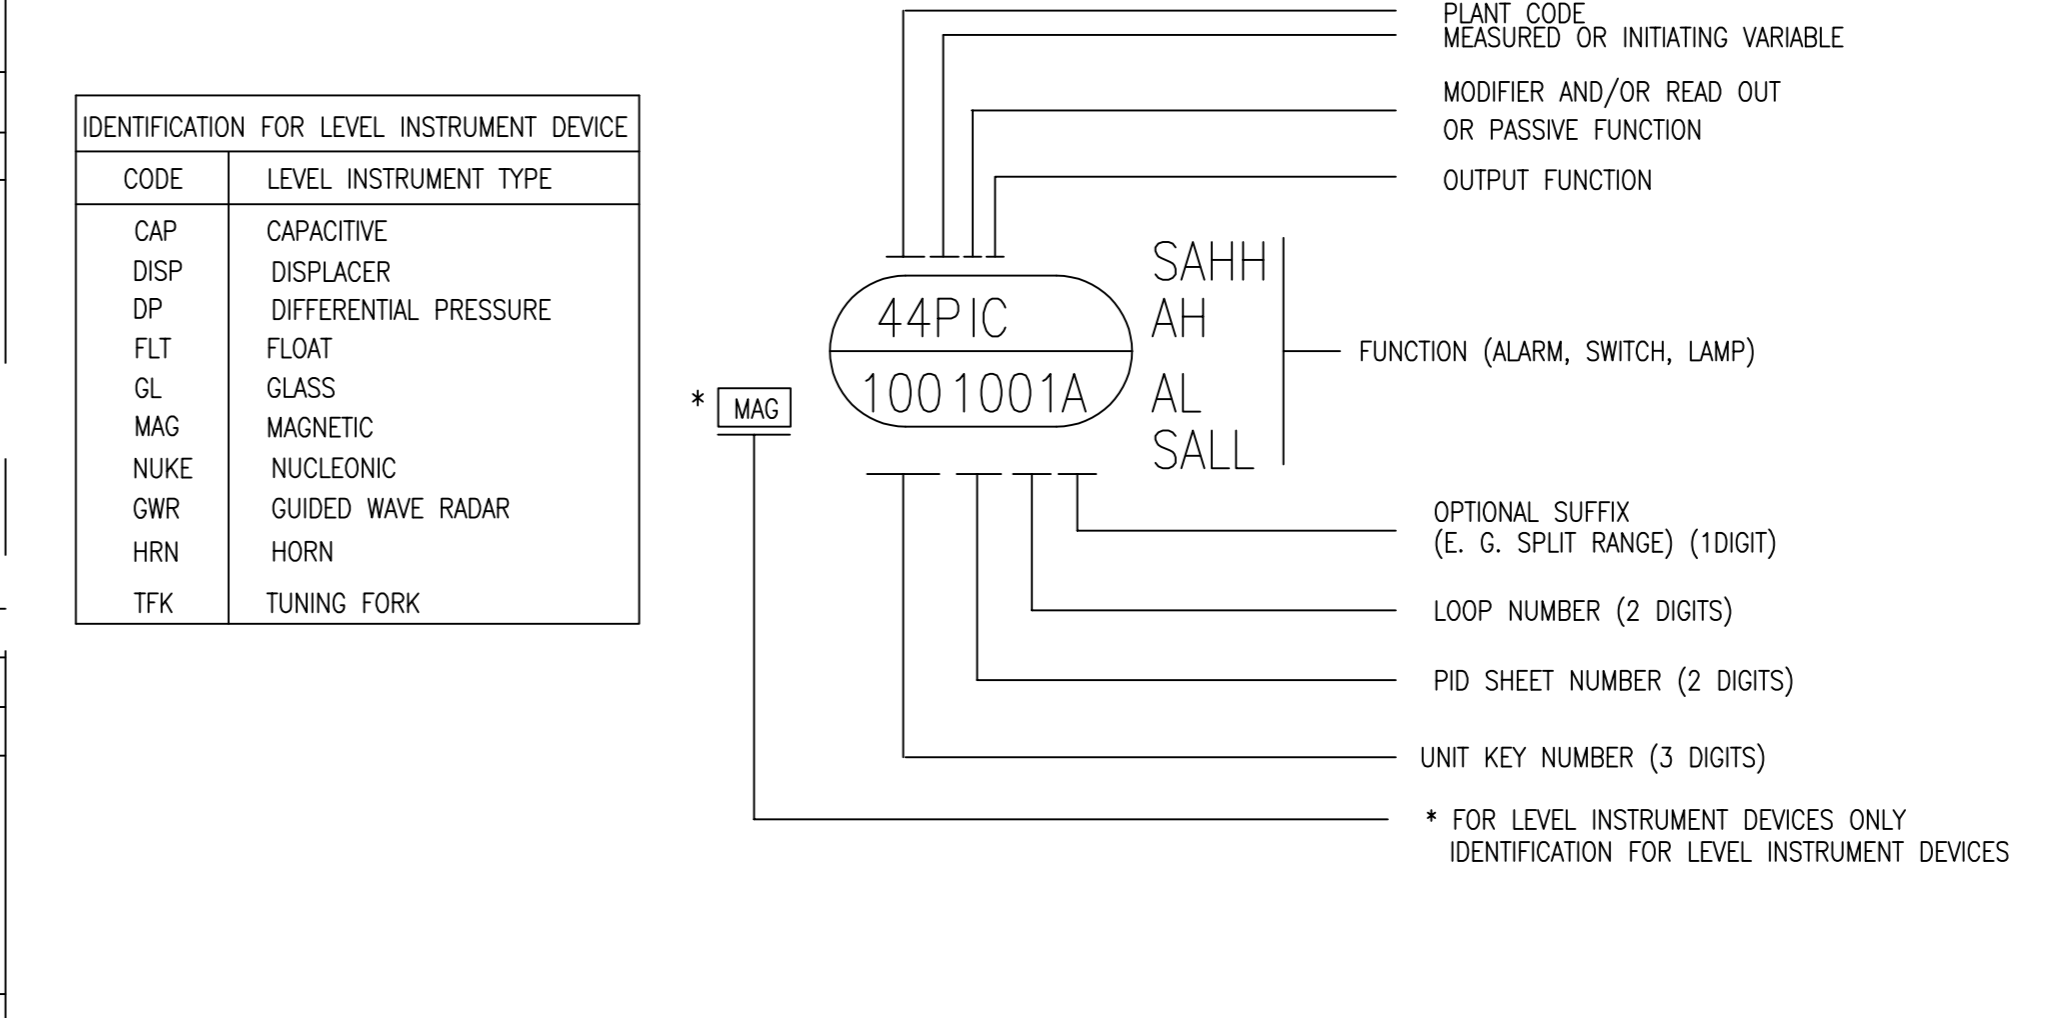 IDENTIFICATION FOR LEVEL INSTRUMENT DEVICE
CODE LEVEL INSTRUMENT TYPE
CAP CAPACITIVE
DISP DISPLACER
DP DIFFERENTIAL PRESSURE
FLT FLOAT
GL GLASS
MAG MAGNETIC
NUKE NUCLEONIC
GWR GUIDED WAVE RADAR
HRN HORN
TFK TUNING FORK
PLANT CODE
MEASURED OR INITIATING VARIABLE
MODIFIER AND/OR READ OUT
OR PASSIVE FUNCTION
OUTPUT FUNCTION
44PIC
1001001A
* MAG
SAHH
AH
AL
SALL
FUNCTION (ALARM, SWITCH, LAMP)
OPTIONAL SUFFIX
(E. G. SPLIT RANGE) (1DIGIT)
LOOP NUMBER (2 DIGITS)
PID SHEET NUMBER (2 DIGITS)
UNIT KEY NUMBER (3 DIGITS)
* FOR LEVEL INSTRUMENT DEVICES ONLY
IDENTIFICATION FOR LEVEL INSTRUMENT DEVICES